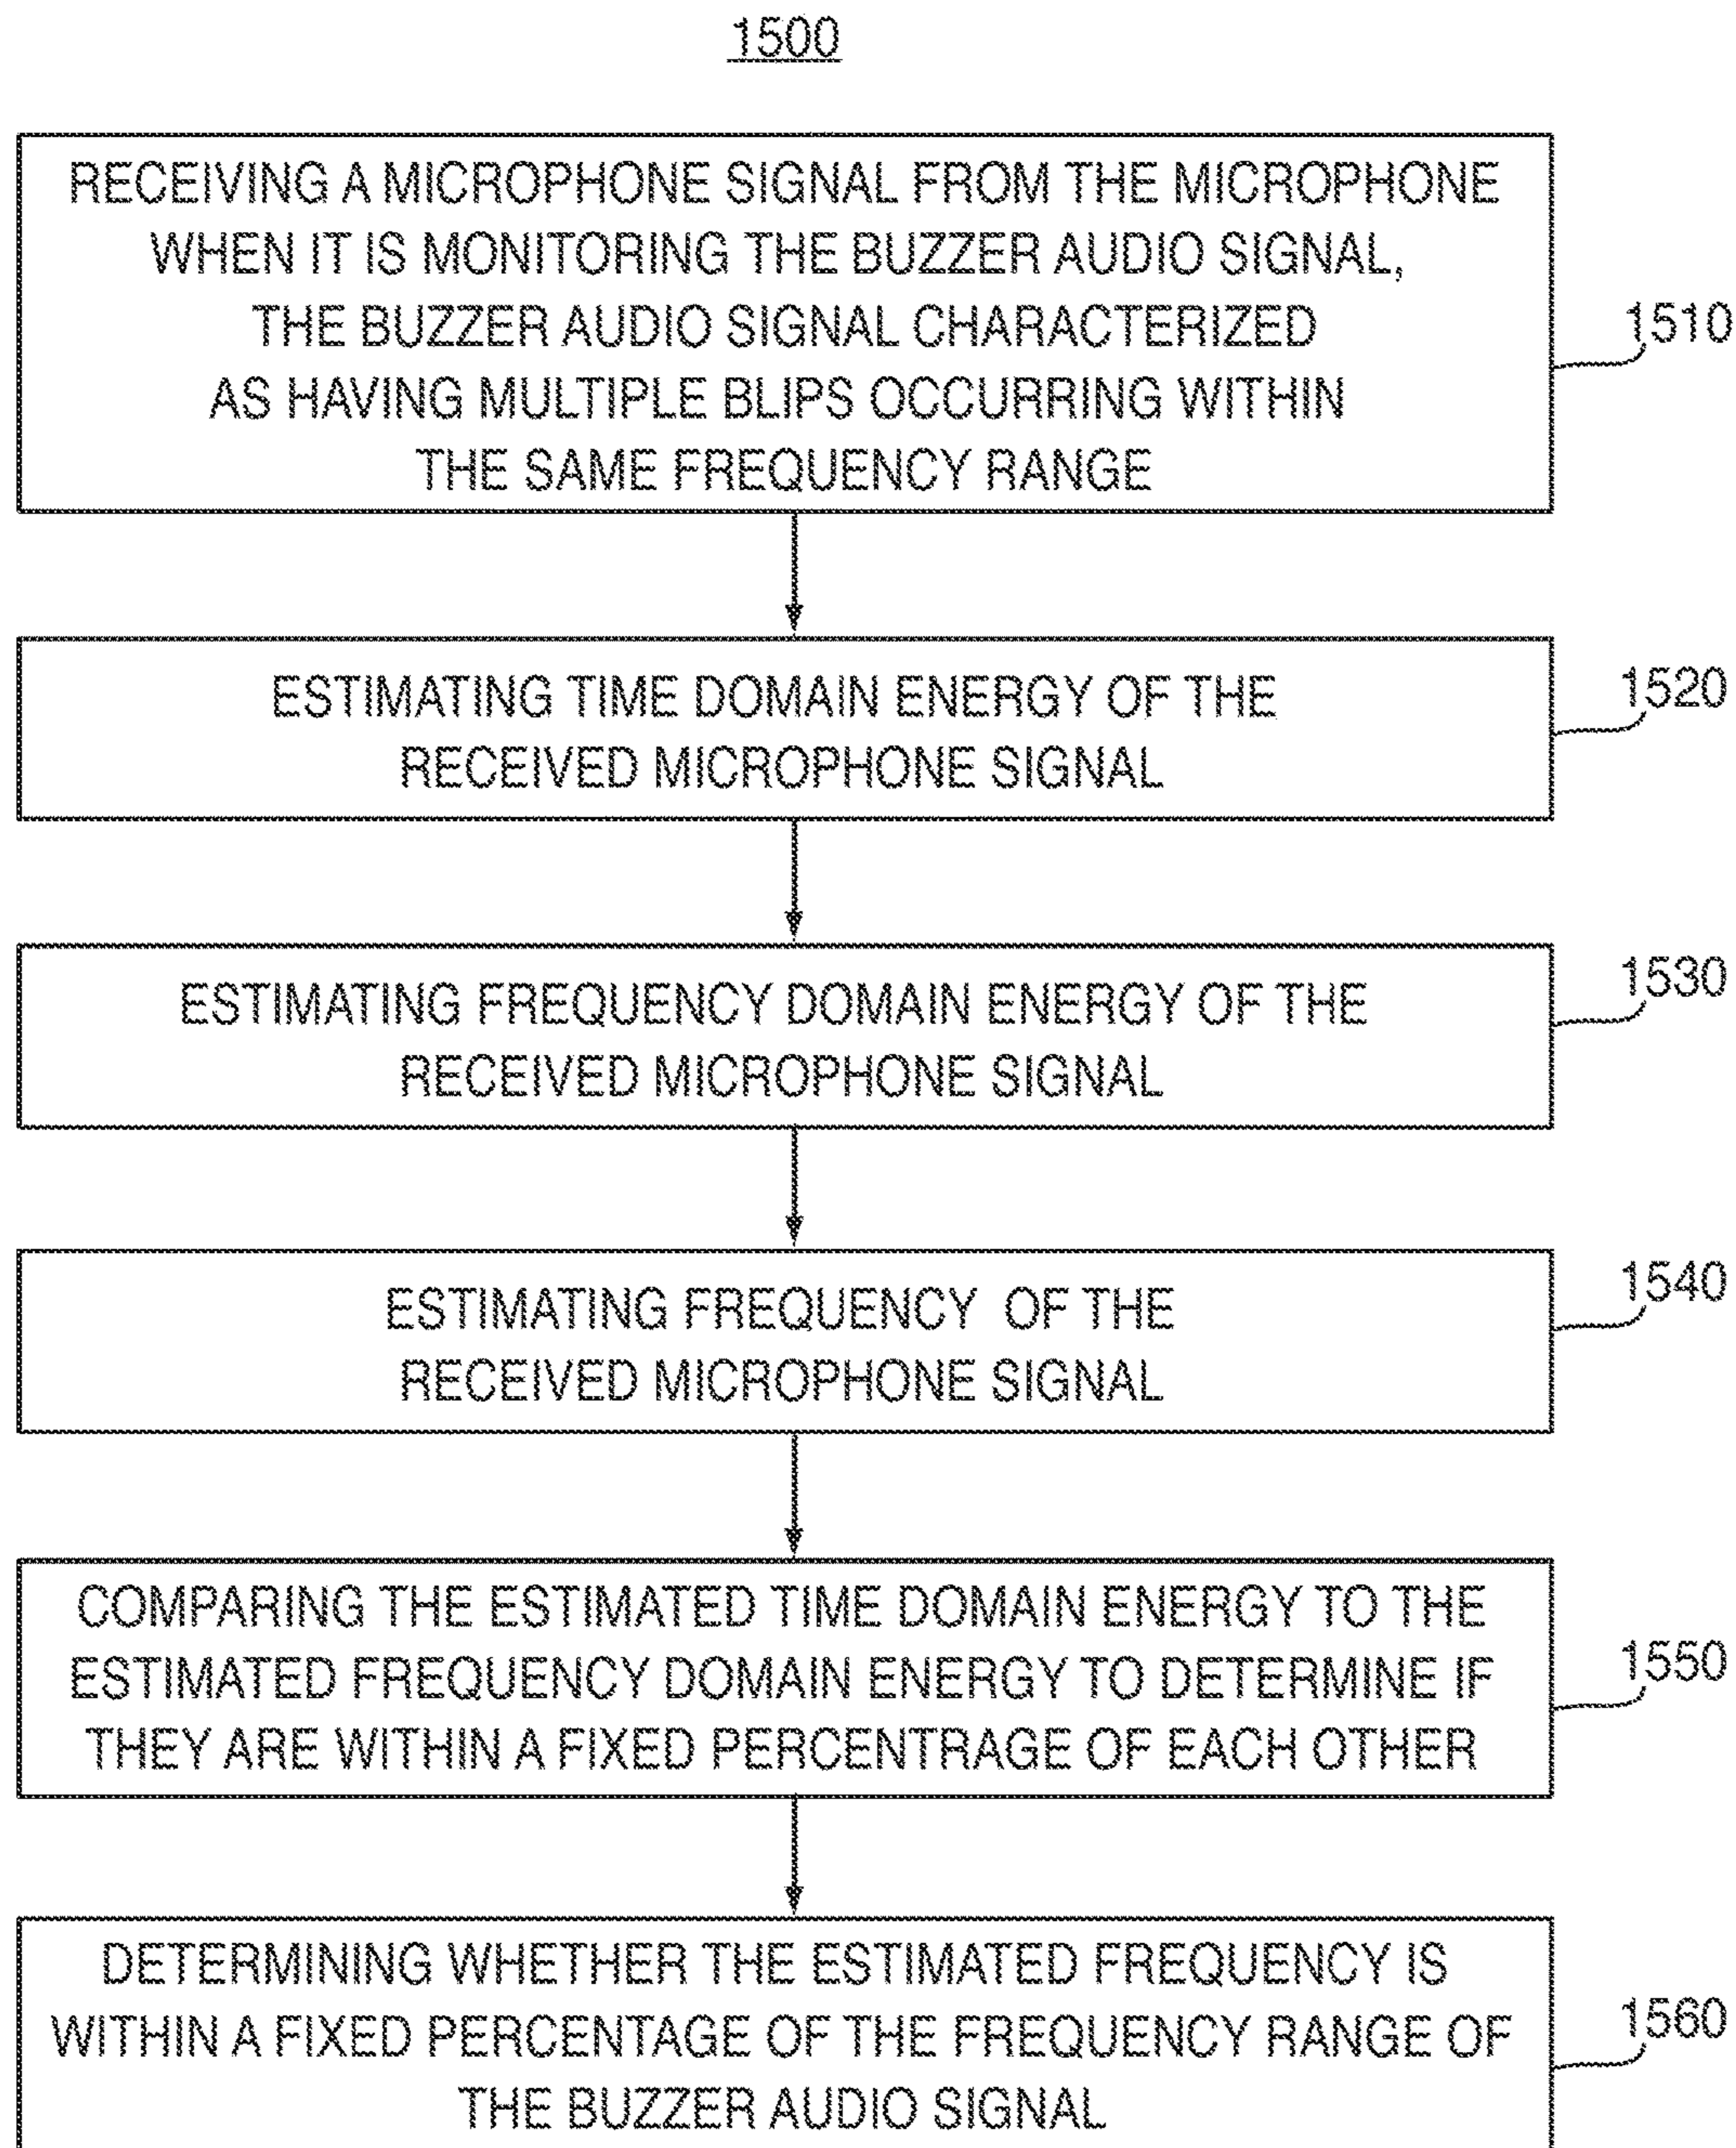 1500
RECEIVING A MICROPHONE SIGNAL FROM THE MICROPHONE
WHEN IT IS MONITORING THE BUZZER AUDIO SIGNAL,
THE BUZZER AUDIO SIGNAL CHARACTERIZED
AS HAVING MULTIPLE BLIPS OCCURRING WITHIN
THE SAME FREQUENCY RANGE
1510
ESTIMATING TIME DOMAIN ENERGY OF THE
RECEIVED MICROPHONE SIGNAL
1520
ESTIMATING FREQUENCY DOMAIN ENERGY OF THE
RECEIVED MICROPHONE SIGNAL
1530
ESTIMATING FREQUENCY OF THE
RECEIVED MICROPHONE SIGNAL
1540
COMPARING THE ESTIMATED TIME DOMAIN ENERGY TO THE
ESTIMATED FREQUENCY DOMAIN ENERGY TO DETERMINE IF
THEY ARE WITHIN A FIXED PERCENTRAGE OF EACH OTHER
1550
DETERMINING WHETHER THE ESTIMATED FREQUENCY IS
WITHIN A FIXED PERCENTAGE OF THE FREQUENCY RANGE OF
THE BUZZER AUDIO SIGNAL
1560